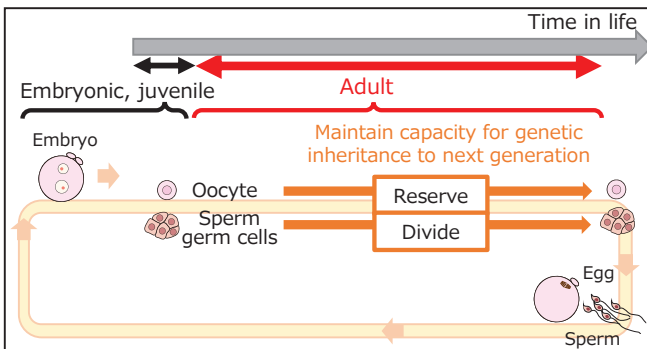 Time in life
Embryonic, juvenile
Adult
Embryo
Maintain capacity for genetic
inheritance to next generation
Oocyte
Reserve
Sperm
germ cells
Divide
Egg
Sperm